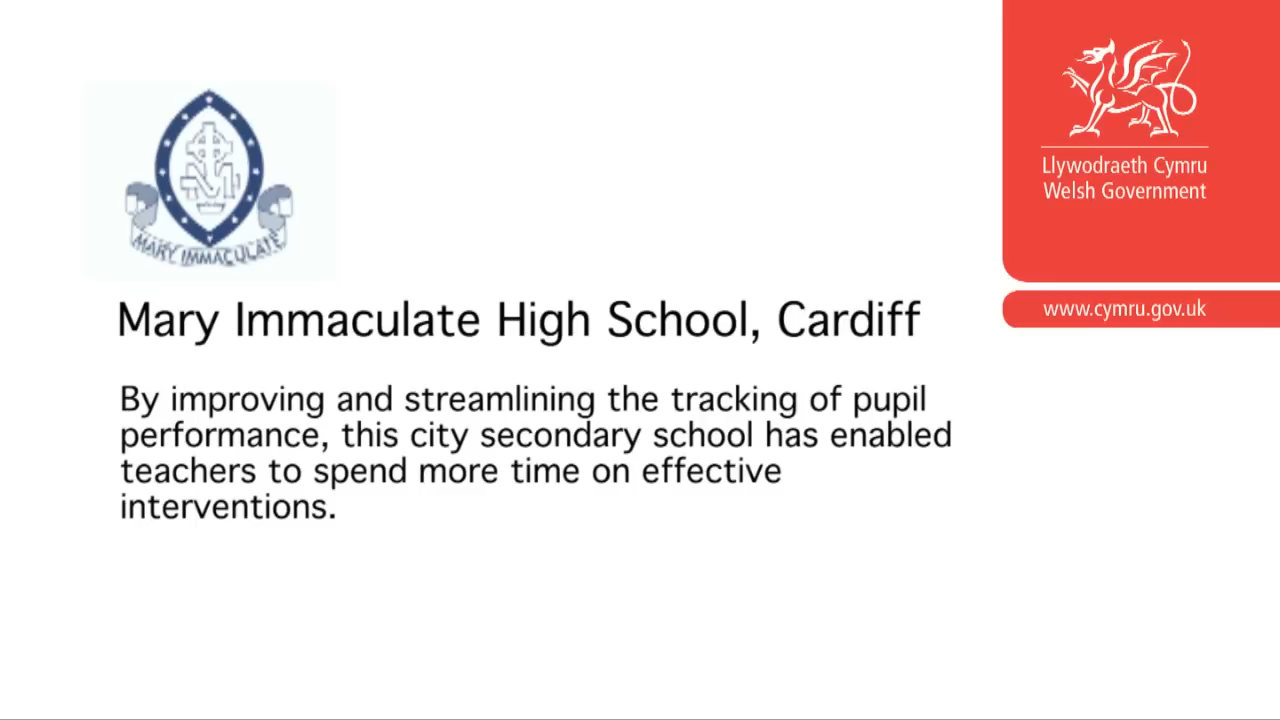 MARY IMMACULATE
Mary Immaculate High School, Cardiff
By improving and streamlining the tracking of pupil
performance, this city secondary school has enabled
teachers to spend more time on effective
interventions.
Llywodraeth Cymru
Welsh Government
www.cymru.gov.uk